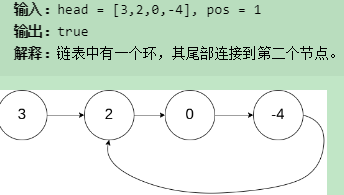 输入：head = [3,2,0,-4], pos = 1
输出：true
解释：链表中有一个环，其尾部连接到第二个节点。
3 2 0 -4